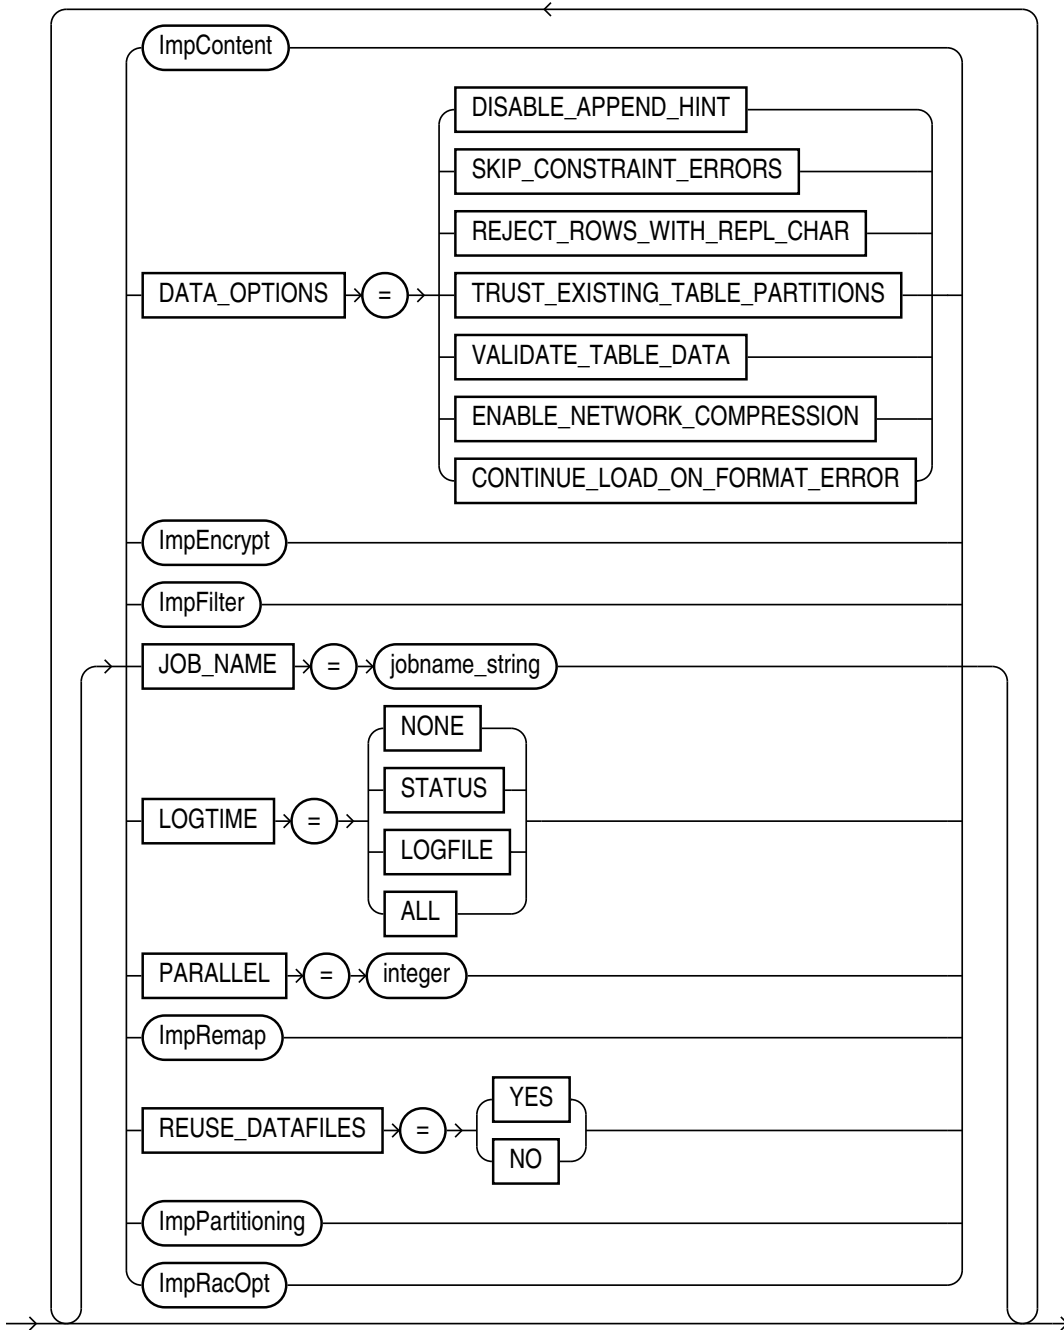 ImpContent
DISABLE_APPEND_HINT
SKIP_CONSTRAINT_ERRORS
REJECT_ROWS_WITH_REPL_CHAR
DATA_OPTIONS = TRUST_EXISTING_TABLE_PARTITIONS
VALIDATE_TABLE_DATA
ENABLE_NETWORK_COMPRESSION
CONTINUE_LOAD_ON_FORMAT_ERROR
ImpEncrypt
ImpFilter
JOB_NAME = jobname_string
NONE
STATUS
LOGTIME =
LOGFILE
ALL
PARALLEL = integer
ImpRemap
YES
REUSE_DATAFILES =
NO
ImpPartitioning
ImpRacOpt